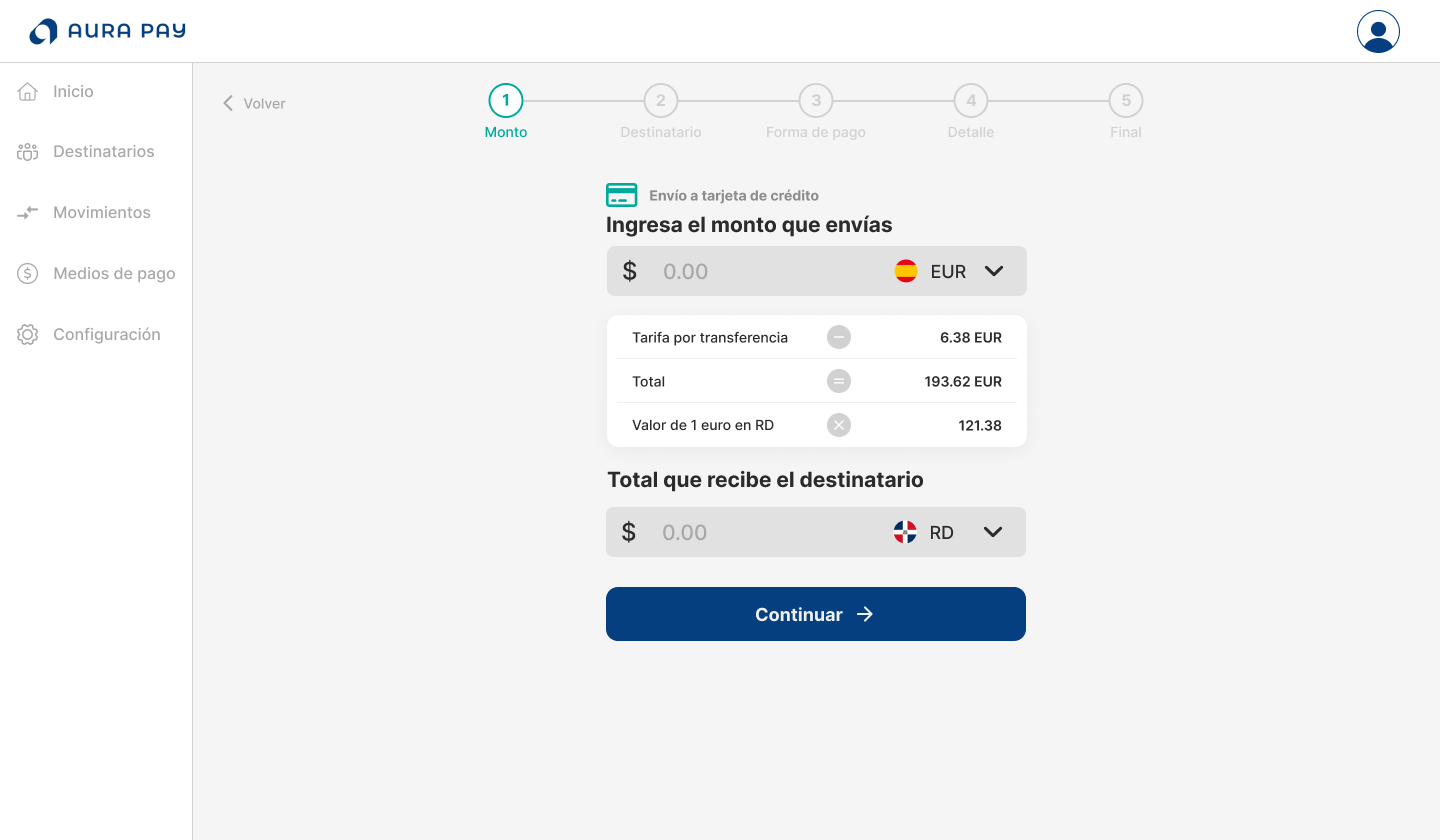 AURA PAY
Inicio
Destinatarios
Movimientos
Medios de pago
Configuración
Volver
1 2 3 4 5
Monto Destinatario Forma de pago Detalle Final
Envío a tarjeta de crédito
Ingresa el monto que envías
$ 0.00 EUR
Tarifa por transferencia 6.38 EUR
Total 193.62 EUR
Valor de 1 euro en RD 121.38
Total que recibe el destinatario
$ 0.00 RD
Continuar